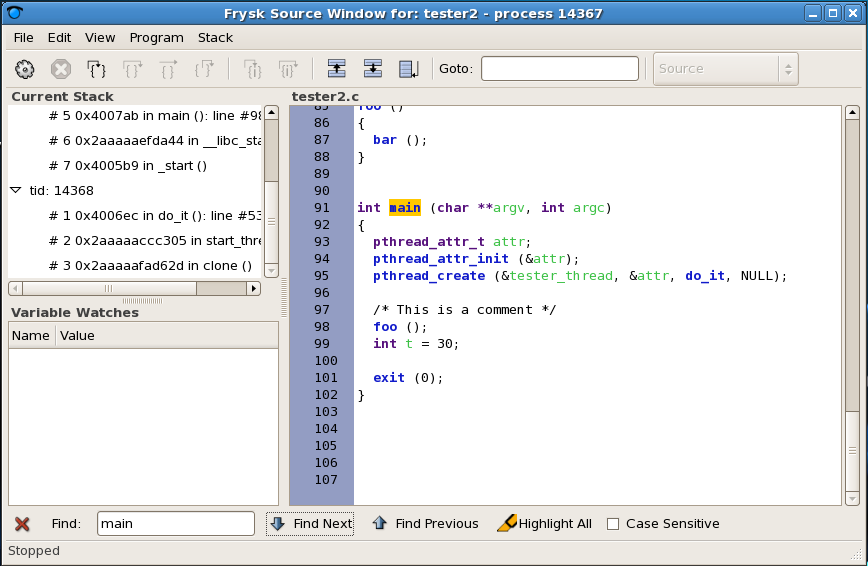 Frysk Source Window for: tester2 - process 14367
File Edit View Program Stack
Goto: Source
Current Stack
# 5 0x4007ab in main (): line #98
# 6 0x2aaaaaefda44 in __libc_sta
# 7 0x4005b9 in _start ()
tid: 14368
# 1 0x4006ec in do_it (): line #53
# 2 0x2aaaaaccc305 in start_thre
# 3 0x2aaaaafad62d in clone ()
Variable Watches
Name Value
tester2.c
85 foo ()
86 {
87 bar ();
88 }
89
90
91 int main (char **argv, int argc)
92 {
93 pthread_attr_t attr;
94 pthread_attr_init (&attr);
95 pthread_create (&tester_thread, &attr, do_it, NULL);
96
97 /* This is a comment */
98 foo ();
99 int t = 30;
100
101 exit (0);
102 }
103
104
105
106
107
Find: main Find Next Find Previous Highlight All Case Sensitive
Stopped